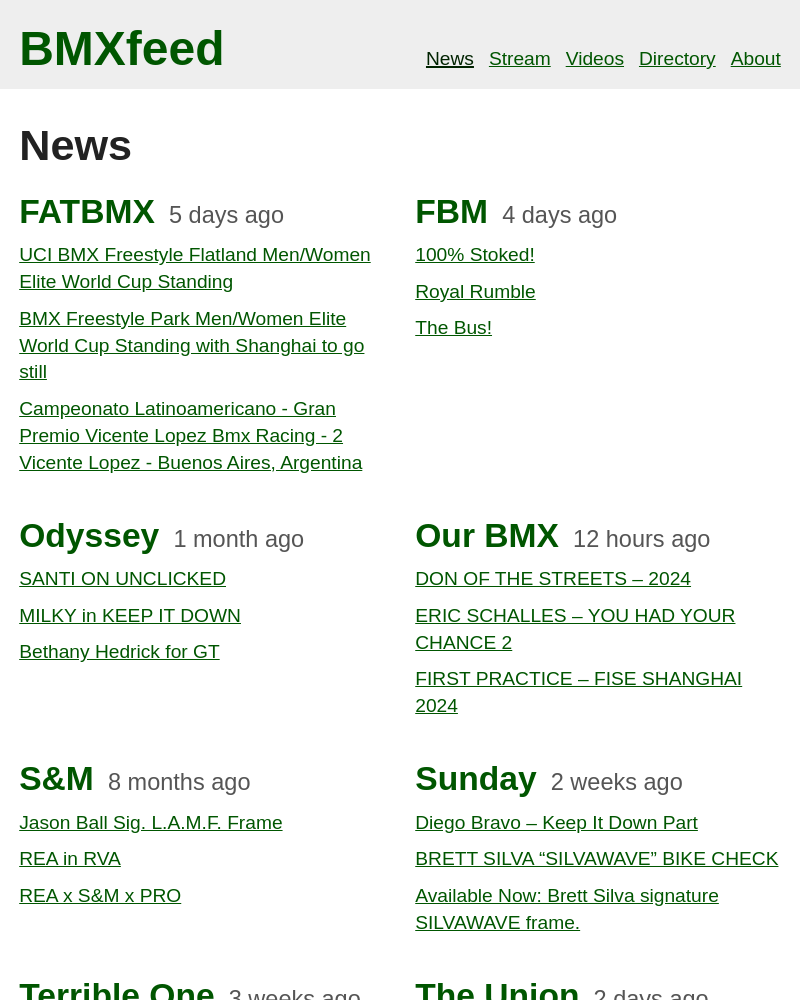 BMXfeed
News Stream Videos Directory About
News
FATBMX 5 days ago
UCI BMX Freestyle Flatland Men/Women
Elite World Cup Standing
BMX Freestyle Park Men/Women Elite
World Cup Standing with Shanghai to go
still
Campeonato Latinoamericano - Gran
Premio Vicente Lopez Bmx Racing - 2
Vicente Lopez - Buenos Aires, Argentina
FBM 4 days ago
100% Stoked!
Royal Rumble
The Bus!
Odyssey 1 month ago
SANTI ON UNCLICKED
MILKY in KEEP IT DOWN
Bethany Hedrick for GT
Our BMX 12 hours ago
DON OF THE STREETS – 2024
ERIC SCHALLES – YOU HAD YOUR
CHANCE 2
FIRST PRACTICE – FISE SHANGHAI
2024
S&M 8 months ago
Jason Ball Sig. L.A.M.F. Frame
REA in RVA
REA x S&M x PRO
Sunday 2 weeks ago
Diego Bravo – Keep It Down Part
BRETT SILVA “SILVAWAVE” BIKE CHECK
Available Now: Brett Silva signature
SILVAWAVE frame.
Terrible One 3 weeks ago
The Union 2 days ago